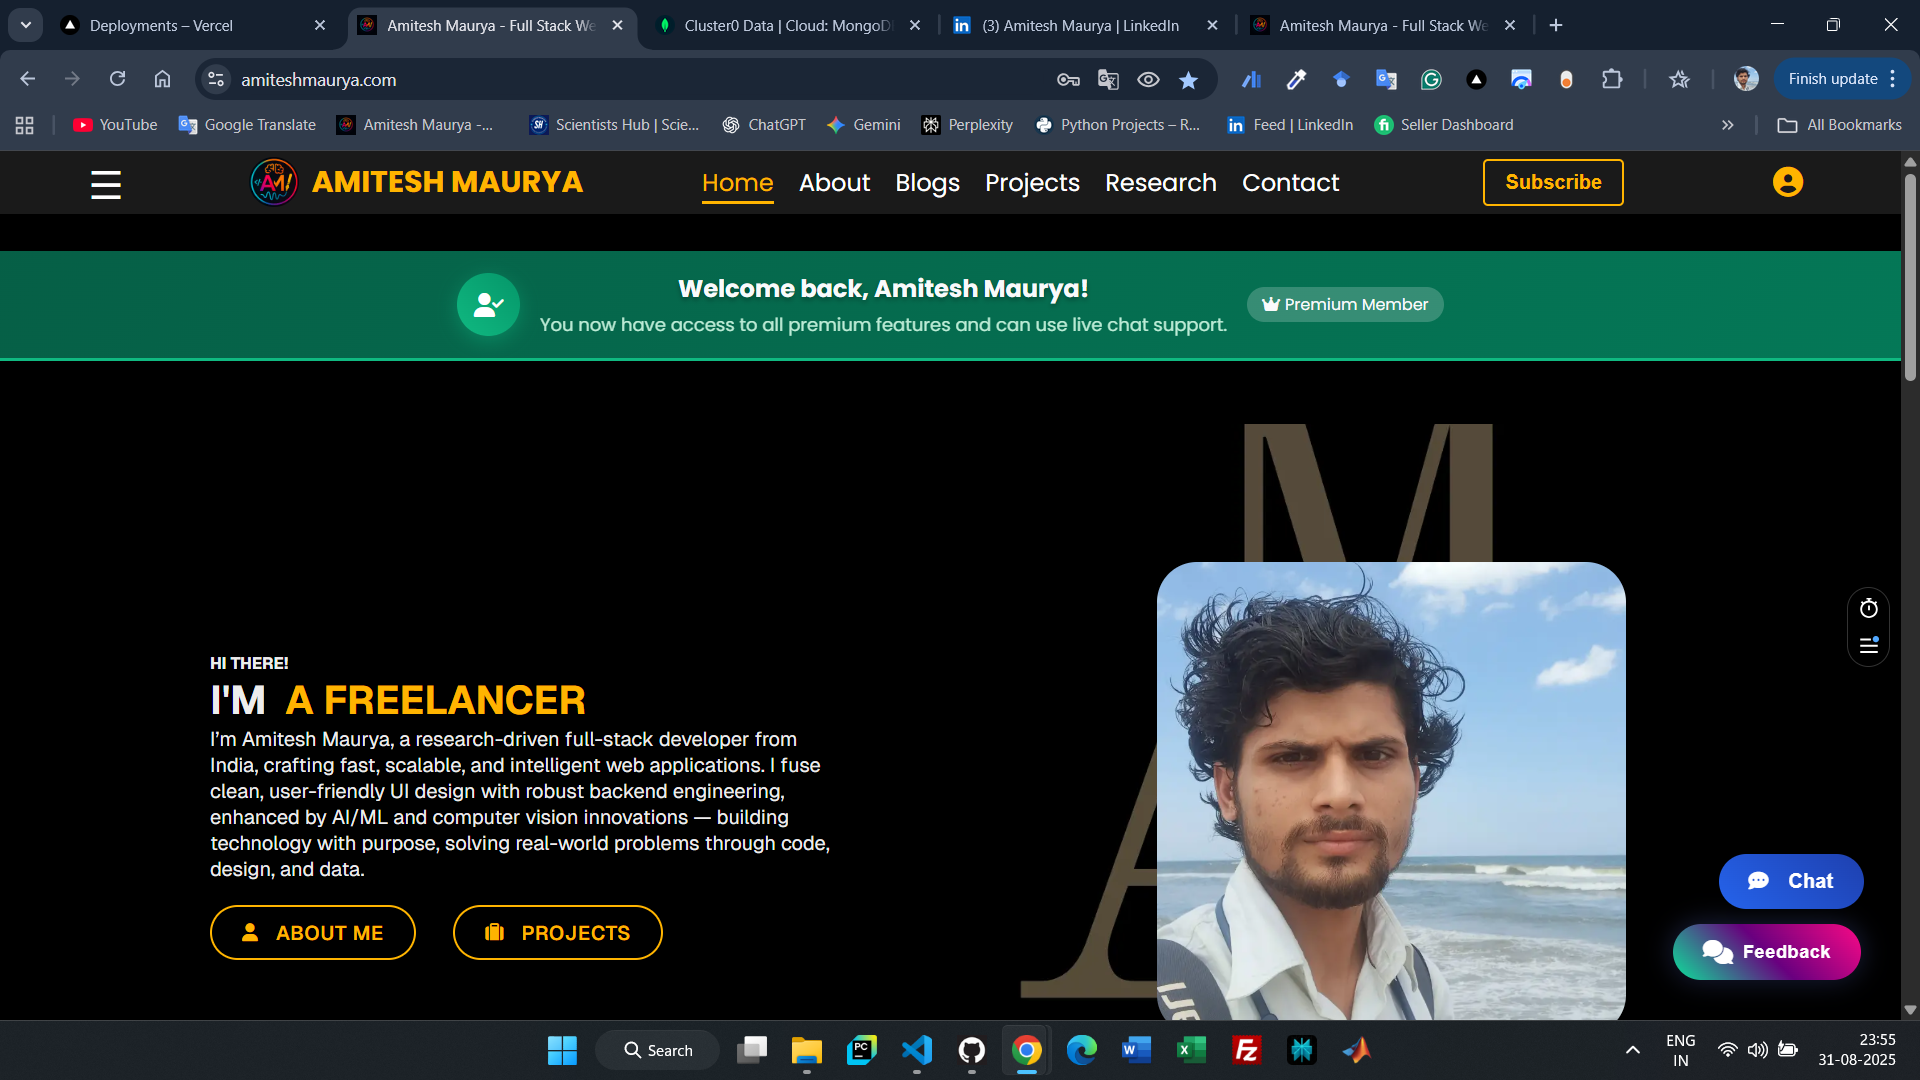 Deployments – Vercel
Amitesh Maurya - Full Stack We
Cluster0 Data | Cloud: MongoD
(3) Amitesh Maurya | LinkedIn
Amitesh Maurya - Full Stack We
amiteshmaurya.com
Finish update
YouTube
Google Translate
Amitesh Maurya -...
Scientists Hub | Scie...
ChatGPT
Gemini
Perplexity
Python Projects – R...
Feed | LinkedIn
Seller Dashboard
All Bookmarks
AMITESH MAURYA
Home
About
Blogs
Projects
Research
Contact
Subscribe
Welcome back, Amitesh Maurya!
You now have access to all premium features and can use live chat support.
Premium Member
M
A
HI THERE!
I'M A FREELANCER
I’m Amitesh Maurya, a research-driven full-stack developer from
India, crafting fast, scalable, and intelligent web applications. I fuse
clean, user-friendly UI design with robust backend engineering,
enhanced by AI/ML and computer vision innovations — building
technology with purpose, solving real-world problems through code,
design, and data.
ABOUT ME
PROJECTS
Chat
Feedback
Search
ENG
IN
23:55
31-08-2025